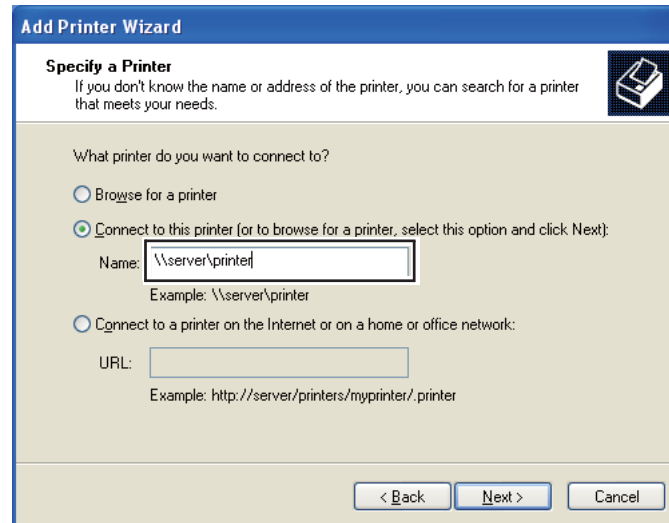 Add Printer Wizard
Specify a Printer
If you don't know the name or address of the printer, you can search for a printer
that meets your needs.
What printer do you want to connect to?
Browse for a printer
Connect to this printer (or to browse for a printer, select this option and click Next):
Name: \\server\printer
Example: \\server\printer
Connect to a printer on the Internet or on a home or office network:
URL:
Example: http://server/printers/myprinter/.printer
< Back Next > Cancel